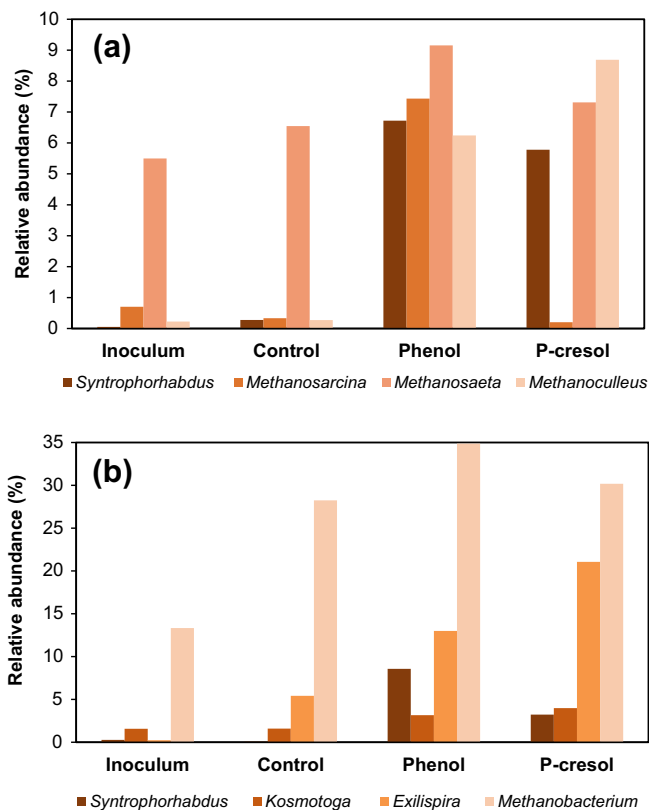 (a)
Relative abundance (%)
10
9
8
7
6
5
4
3
2
1
0
Inoculum Control Phenol P-cresol
Syntrophorhabdus Methanosarcina Methanosaeta Methanoculleus
(b)
Relative abundance (%)
35
30
25
20
15
10
5
0
Inoculum Control Phenol P-cresol
Syntrophorhabdus Kosmotoga Exilispira Methanobacterium